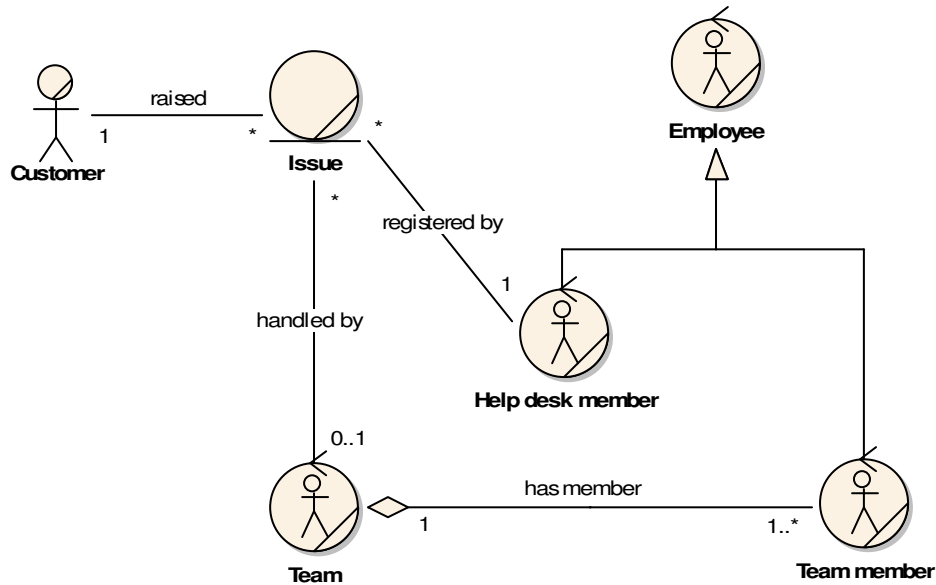 Employee
raised
1
*
*
Customer
Issue
*
registered by
1
handled by
Help desk member
0..1
has member
1
1..*
Team
Team member